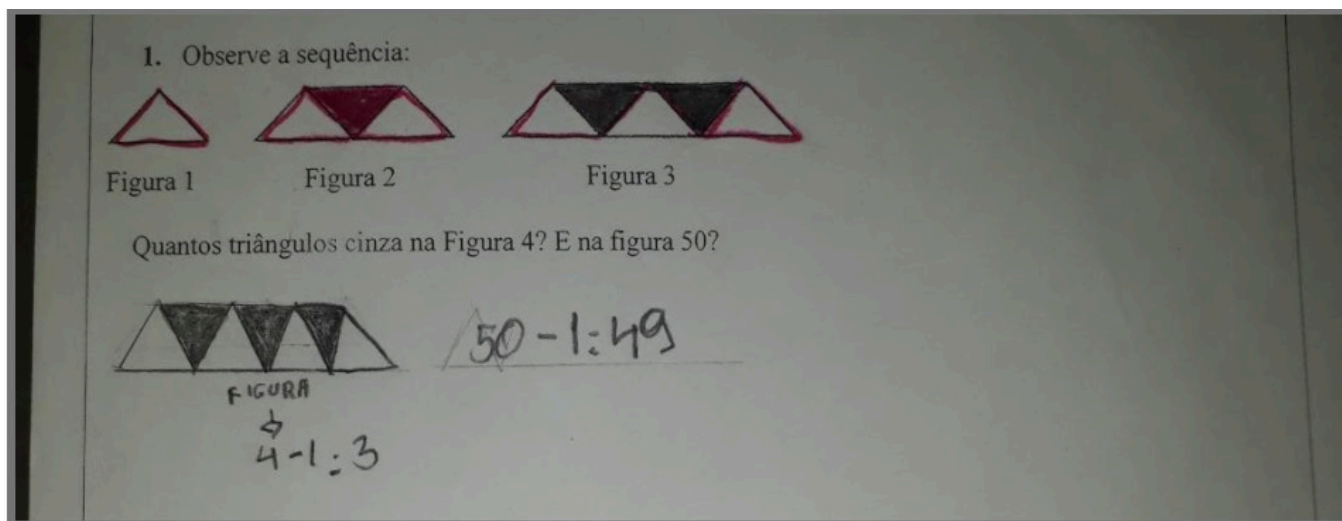 1. Observe a sequência:
Figura 1 Figura 2 Figura 3
Quantos triângulos cinza na Figura 4? E na figura 50?
50-1:49
FIGURA
4-1:3